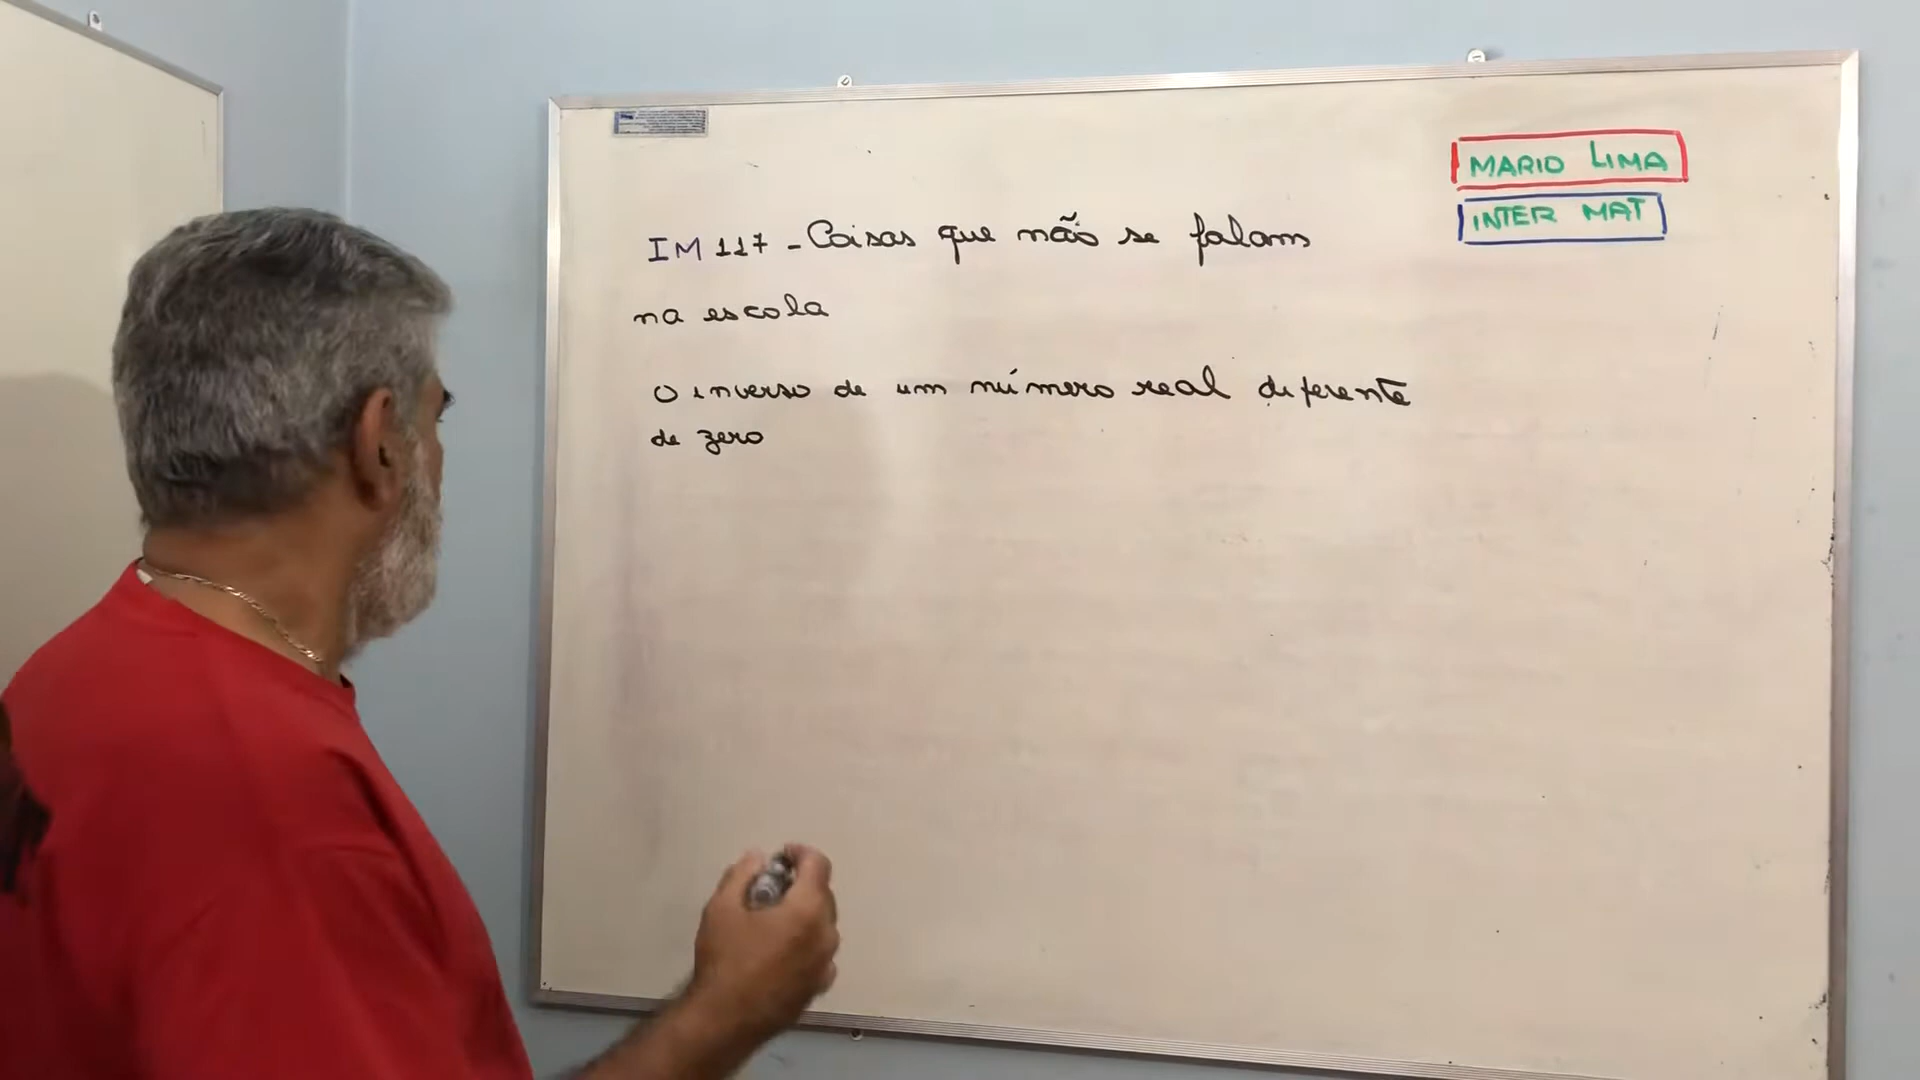 MARIO LIMA
INTER MAT
IM 117 - Coisas que não se falam
na escola
O inverso de um número real diferente
de zero